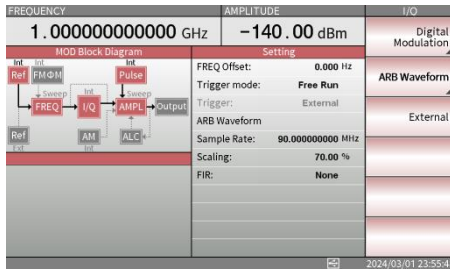 FREQUENCY
AMPLITUDE
I/O
1.000000000000 GHz
-140.00 dBm
Digital
Modulation
MOD Block Diagram
Setting
Int
Int
Int
Ref
FMΦM
Pulse
Sweep
Int
Sweep
FREQ
I/Q
AMPL
Output
Ref
AM
ALC
Ext
Int
FREQ Offset: 0.000 Hz
Trigger mode: Free Run
Trigger: External
ARB Waveform
Sample Rate: 90.000000000 MHz
Scaling: 70.00 %
FIR: None
ARB Waveform
External
2024/03/01 23:55:4